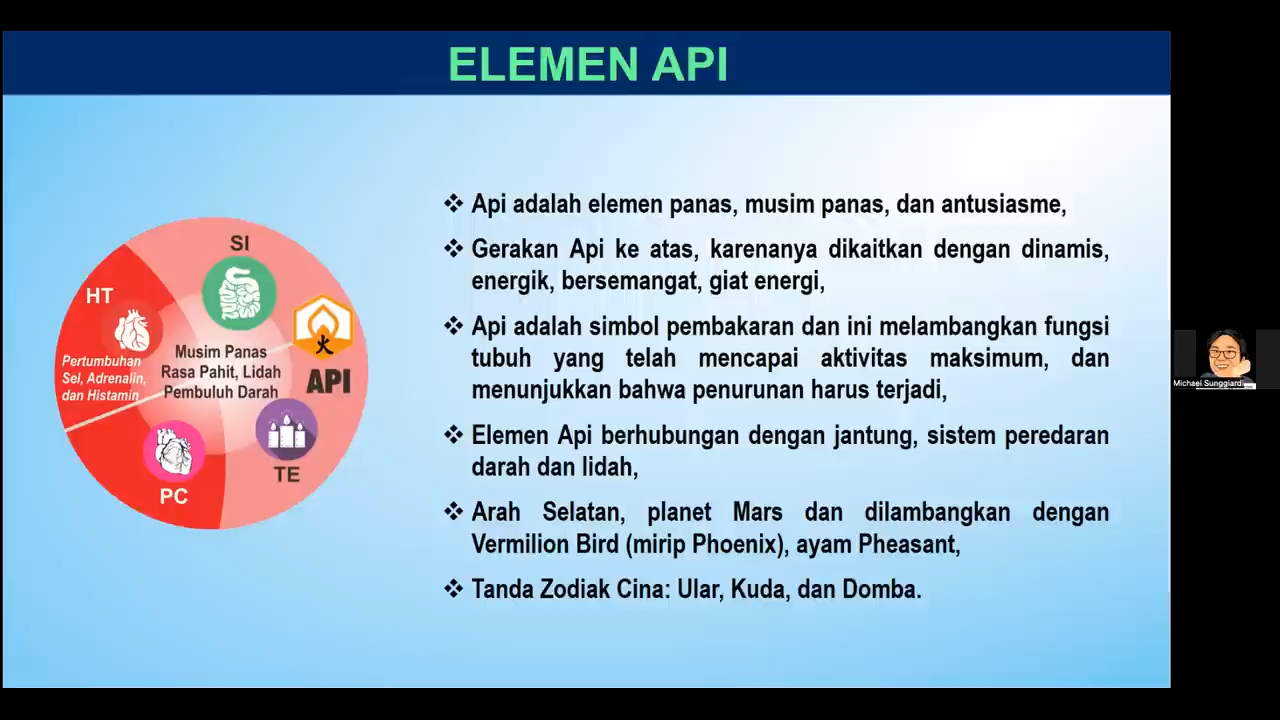 ELEMEN API
SI
HT
Pertumbuhan
Sel, Adrenalin,
dan Histamin
Musim Panas
Rasa Pahit, Lidah
Pembuluh Darah
火
API
TE
PC
❖ Api adalah elemen panas, musim panas, dan antusiasme,
❖ Gerakan Api ke atas, karenanya dikaitkan dengan dinamis,
energik, bersemangat, giat energi,
❖ Api adalah simbol pembakaran dan ini melambangkan fungsi
tubuh yang telah mencapai aktivitas maksimum, dan
menunjukkan bahwa penurunan harus terjadi,
❖ Elemen Api berhubungan dengan jantung, sistem peredaran
darah dan lidah,
❖ Arah Selatan, planet Mars dan dilambangkan dengan
Vermilion Bird (mirip Phoenix), ayam Pheasant,
❖ Tanda Zodiak Cina: Ular, Kuda, dan Domba.
Michael